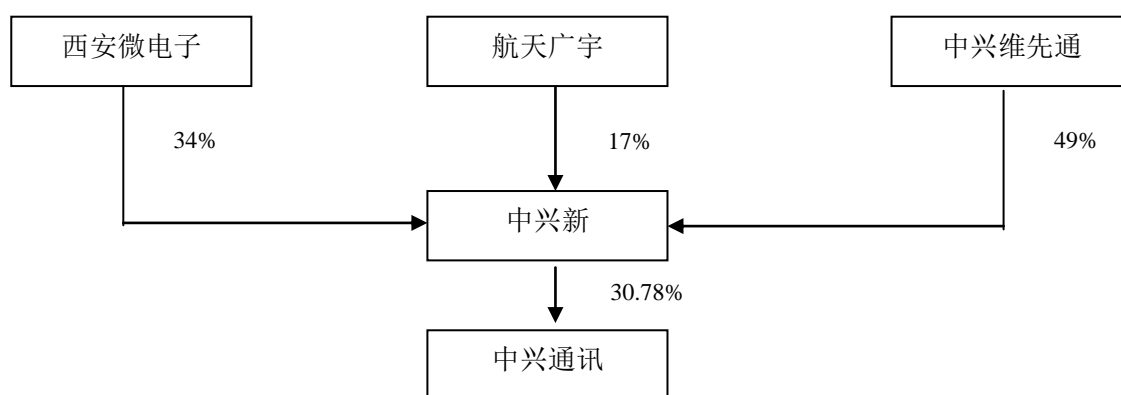 西安微电子
航天广宇
中兴维先通
34%
17%
49%
中兴新
30.78%
中兴通讯